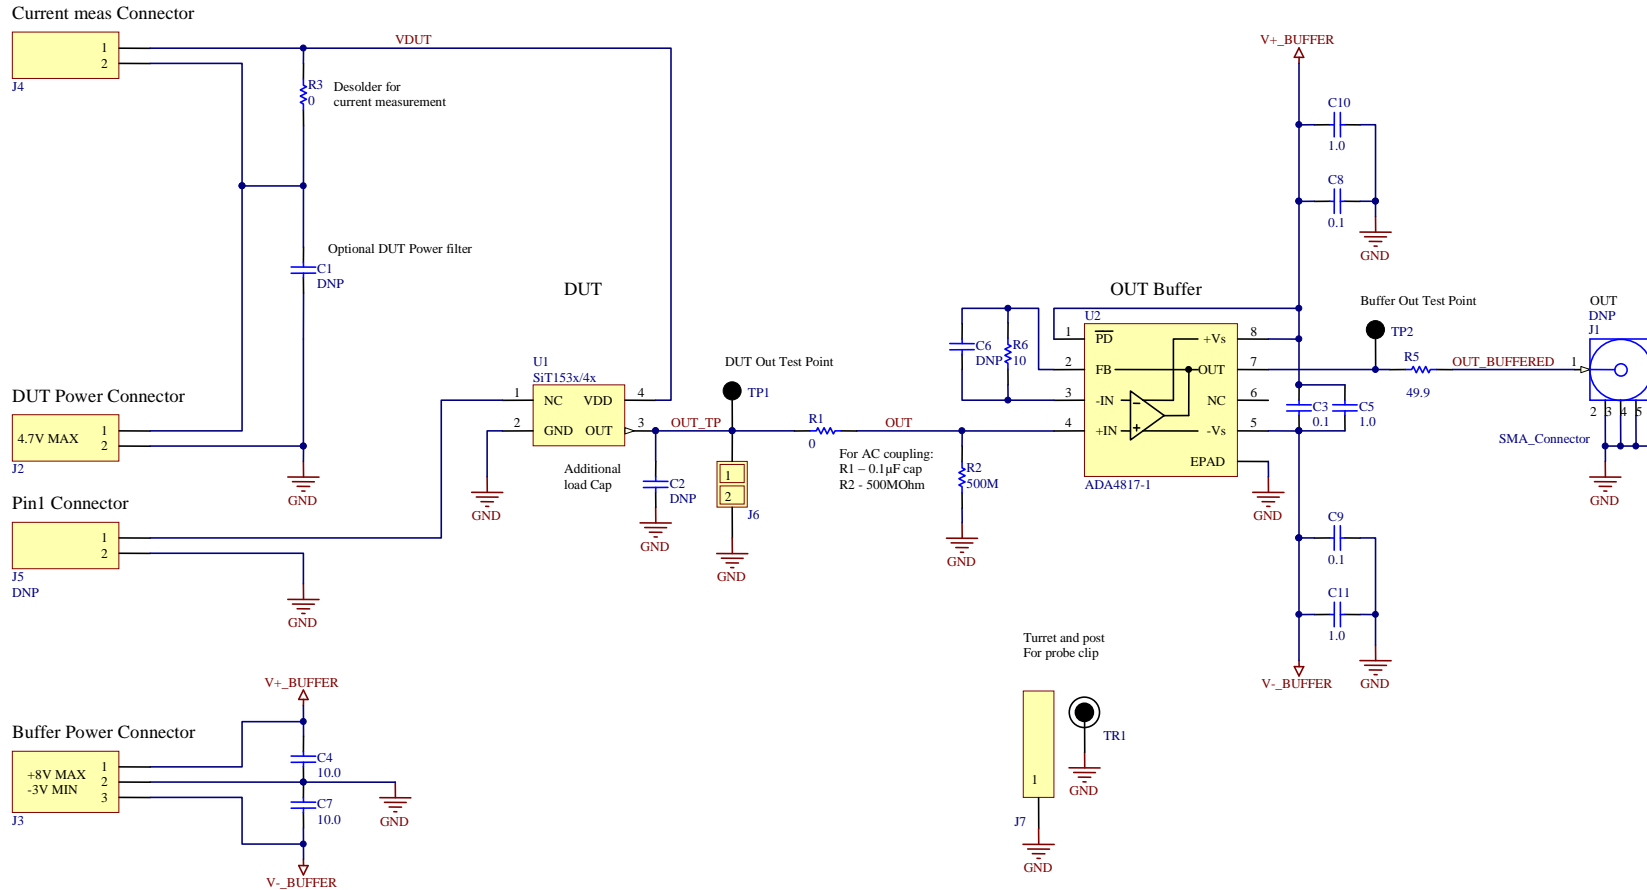 Current meas Connector
1
2
J4
VDUT
R3
0
Desolder for
current measurement
Optional DUT Power filter
C1
DNP
DUT Power Connector
4.7V MAX
1
2
J2
GND
Pin1 Connector
1
2
J5
DNP
GND
Buffer Power Connector
+8V MAX
-3V MIN
1
2
3
J3
V+_BUFFER
C4
10.0
C7
10.0
GND
V-_BUFFER
DUT
U1
SiT153x/4x
1
NC
VDD
4
2
GND
OUT
3
GND
OUT_TP
Additional
load Cap
C2
DNP
GND
DUT Out Test Point
TP1
1
2
J6
GND
R1
0
OUT
For AC coupling:
R1 – 0.1µF cap
R2 - 500MOhm
R2
500M
GND
OUT Buffer
C6
DNP
R6
10
U2
1
PD
+Vs
8
2
FB
OUT
7
3
-IN
NC
6
4
+IN
-Vs
5
EPAD
ADA4817-1
GND
V+_BUFFER
C10
1.0
C8
0.1
GND
C3
0.1
C5
1.0
C9
0.1
C11
1.0
GND
V-_BUFFER
Buffer Out Test Point
TP2
R5
49.9
OUT_BUFFERED
OUT
DNP
J1
1
2
3
4
5
SMA_Connector
GND
Turret and post
For probe clip
1
J7
GND
TR1
GND